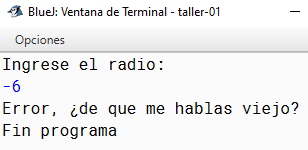 BlueJ: Ventana de Terminal - taller-01
Opciones
Ingrese el radio:
-6
Error, ¿de que me hablas viejo?
Fin programa